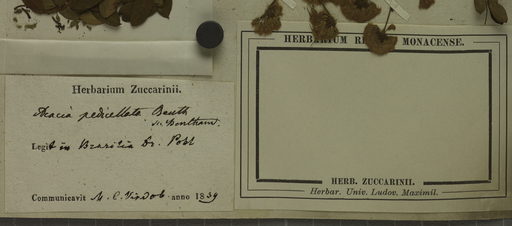 Herbarium Zuccarinii.
Acacia pedicellata Benth
m. Bentham.
Legit in Brasilia Dr. Pohl
Communicavit M. C. Vindob anno 1839
HERBARIUM RE MONACENSE.
HERB. ZUCCARINII.
Herbar. Univ. Ludov. Maximil.